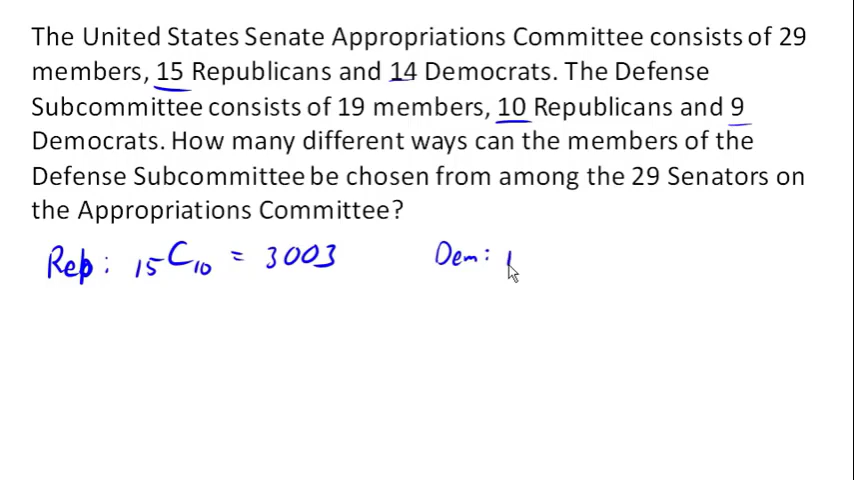 The United States Senate Appropriations Committee consists of 29
members, 15 Republicans and 14 Democrats. The Defense
Subcommittee consists of 19 members, 10 Republicans and 9
Democrats. How many different ways can the members of the
Defense Subcommittee be chosen from among the 29 Senators on
the Appropriations Committee?
Rep: 15C10 = 3003 Dem: